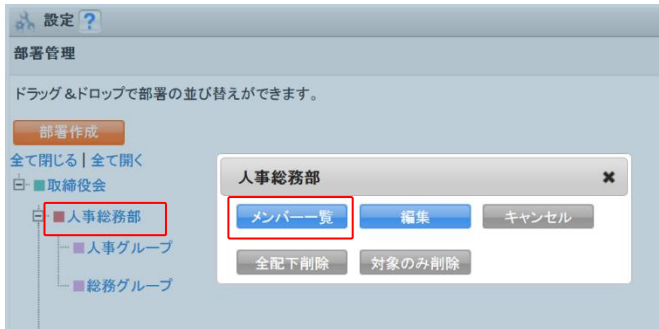 設定 ?
部署管理
ドラッグ&ドロップで部署の並び替えができます。
部署作成
全て閉じる | 全て開く
取締役会
人事総務部
人事グループ
総務グループ
人事総務部 ×
メンバー一覧 編集 キャンセル
全配下削除 対象のみ削除